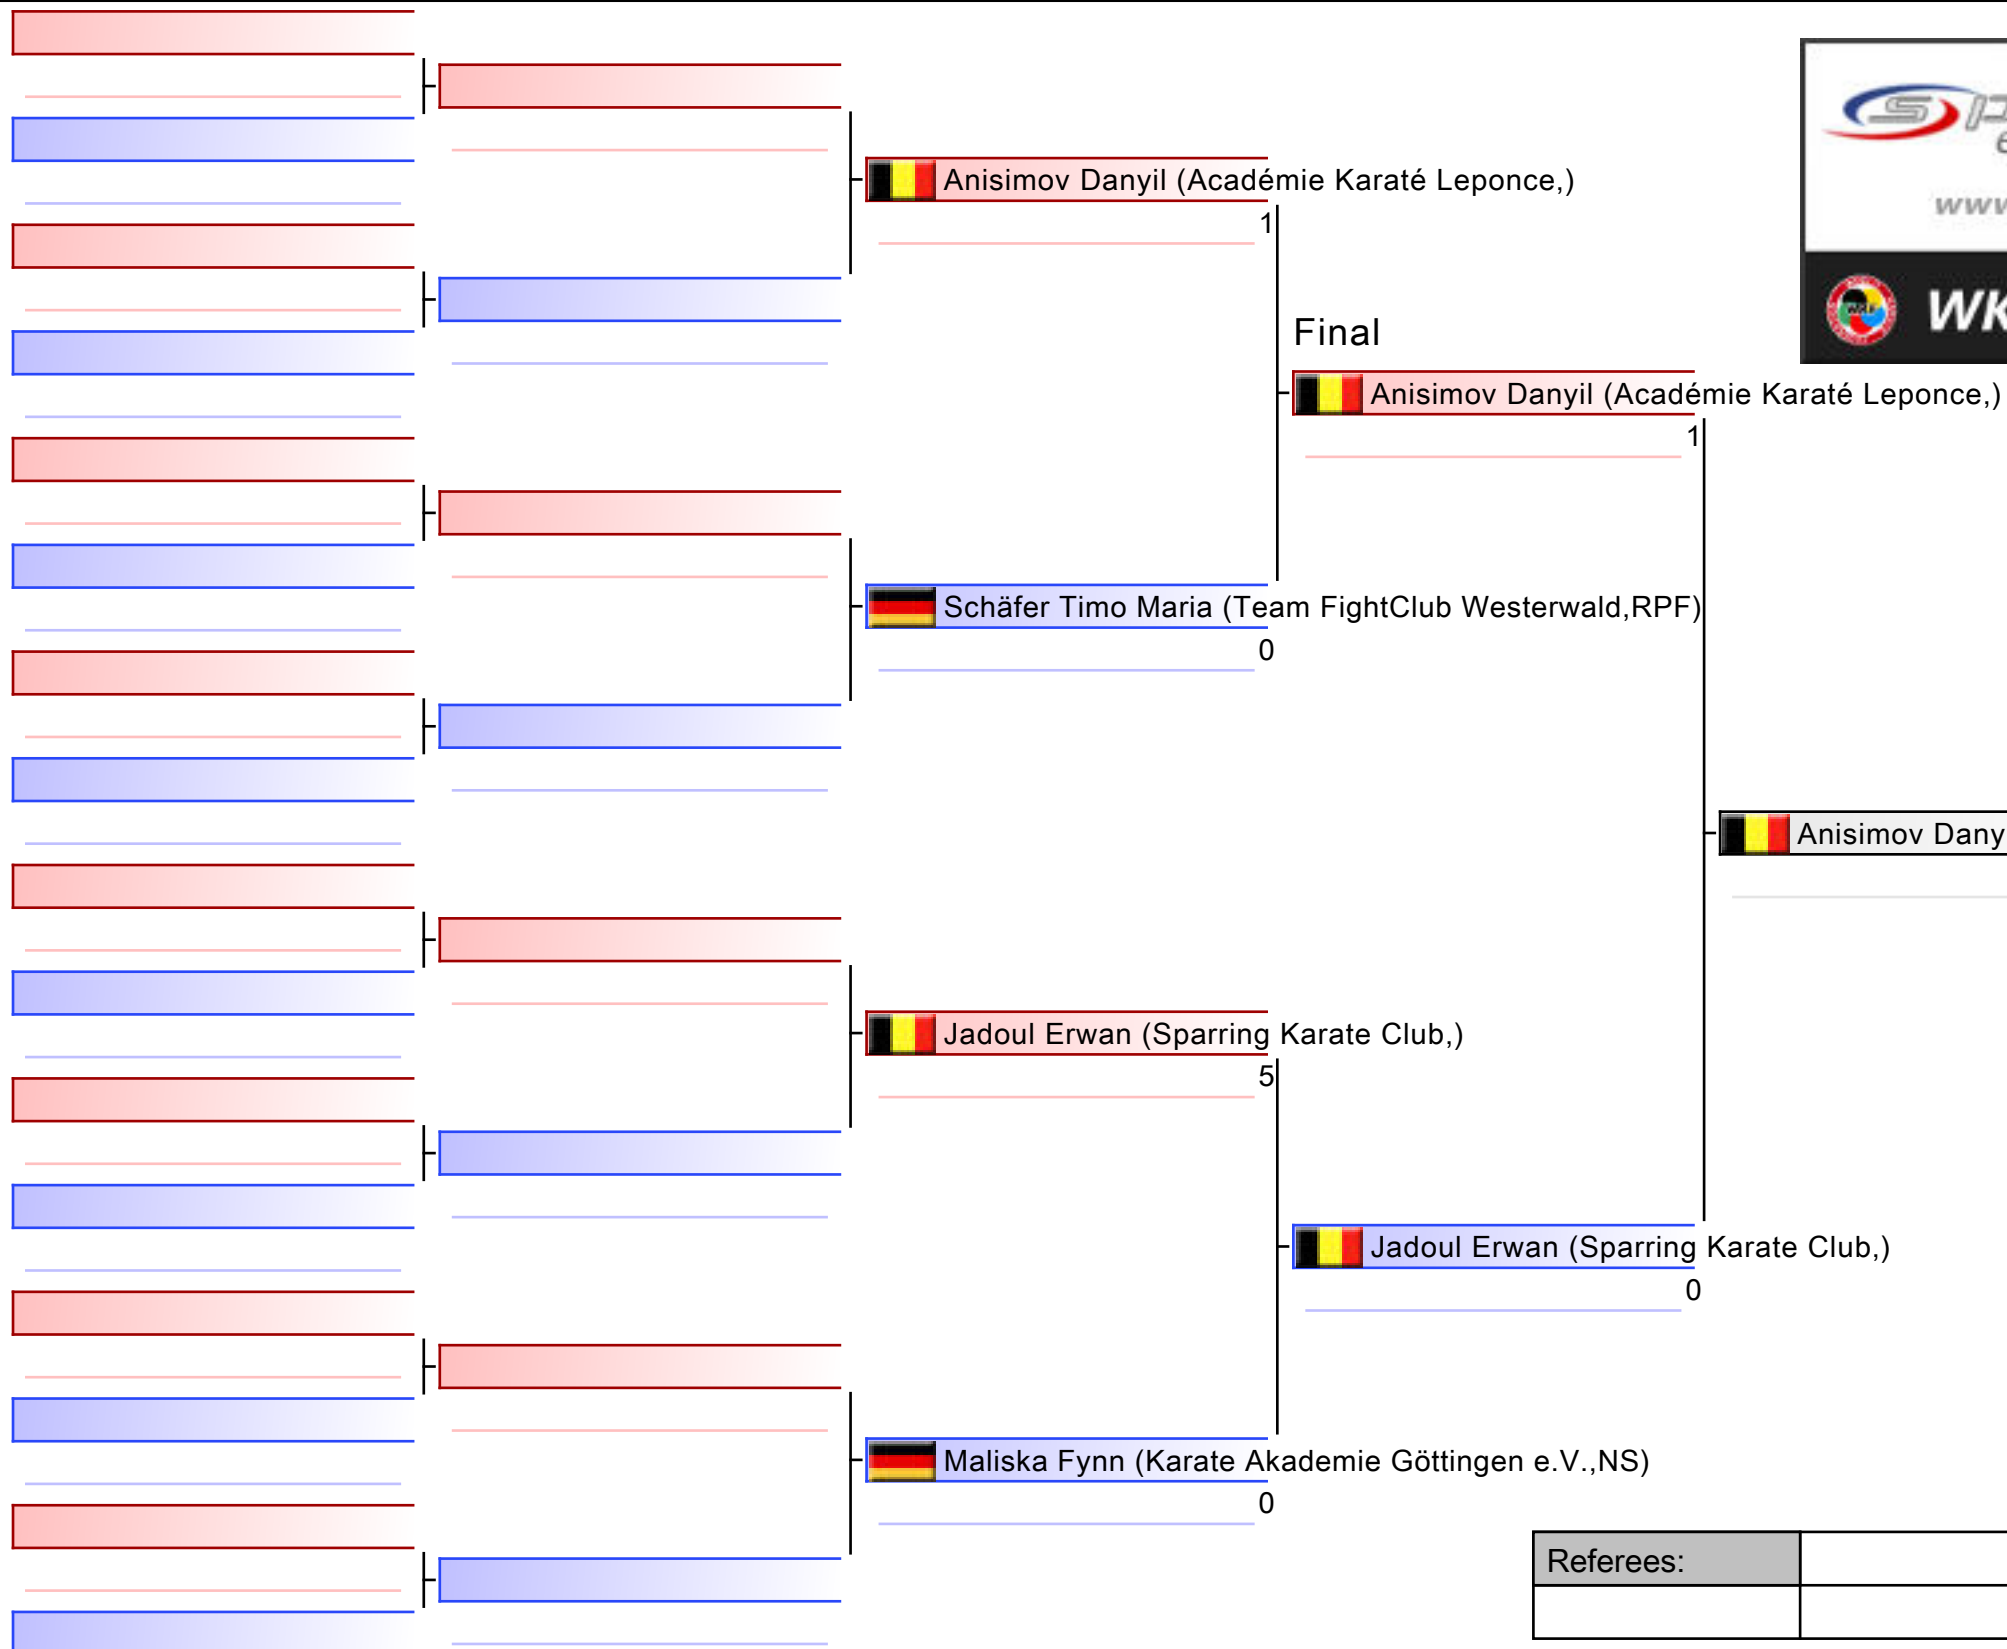 www
WK
Anisimov Danyil (Académie Karaté Leponce,)
1
Final
Anisimov Danyil (Académie Karaté Leponce,)
1
Schäfer Timo Maria (Team FightClub Westerwald,RPF)
0
Anisimov Dany
Jadoul Erwan (Sparring Karate Club,)
5
Jadoul Erwan (Sparring Karate Club,)
0
Maliska Fynn (Karate Akademie Göttingen e.V.,NS)
0
Referees: